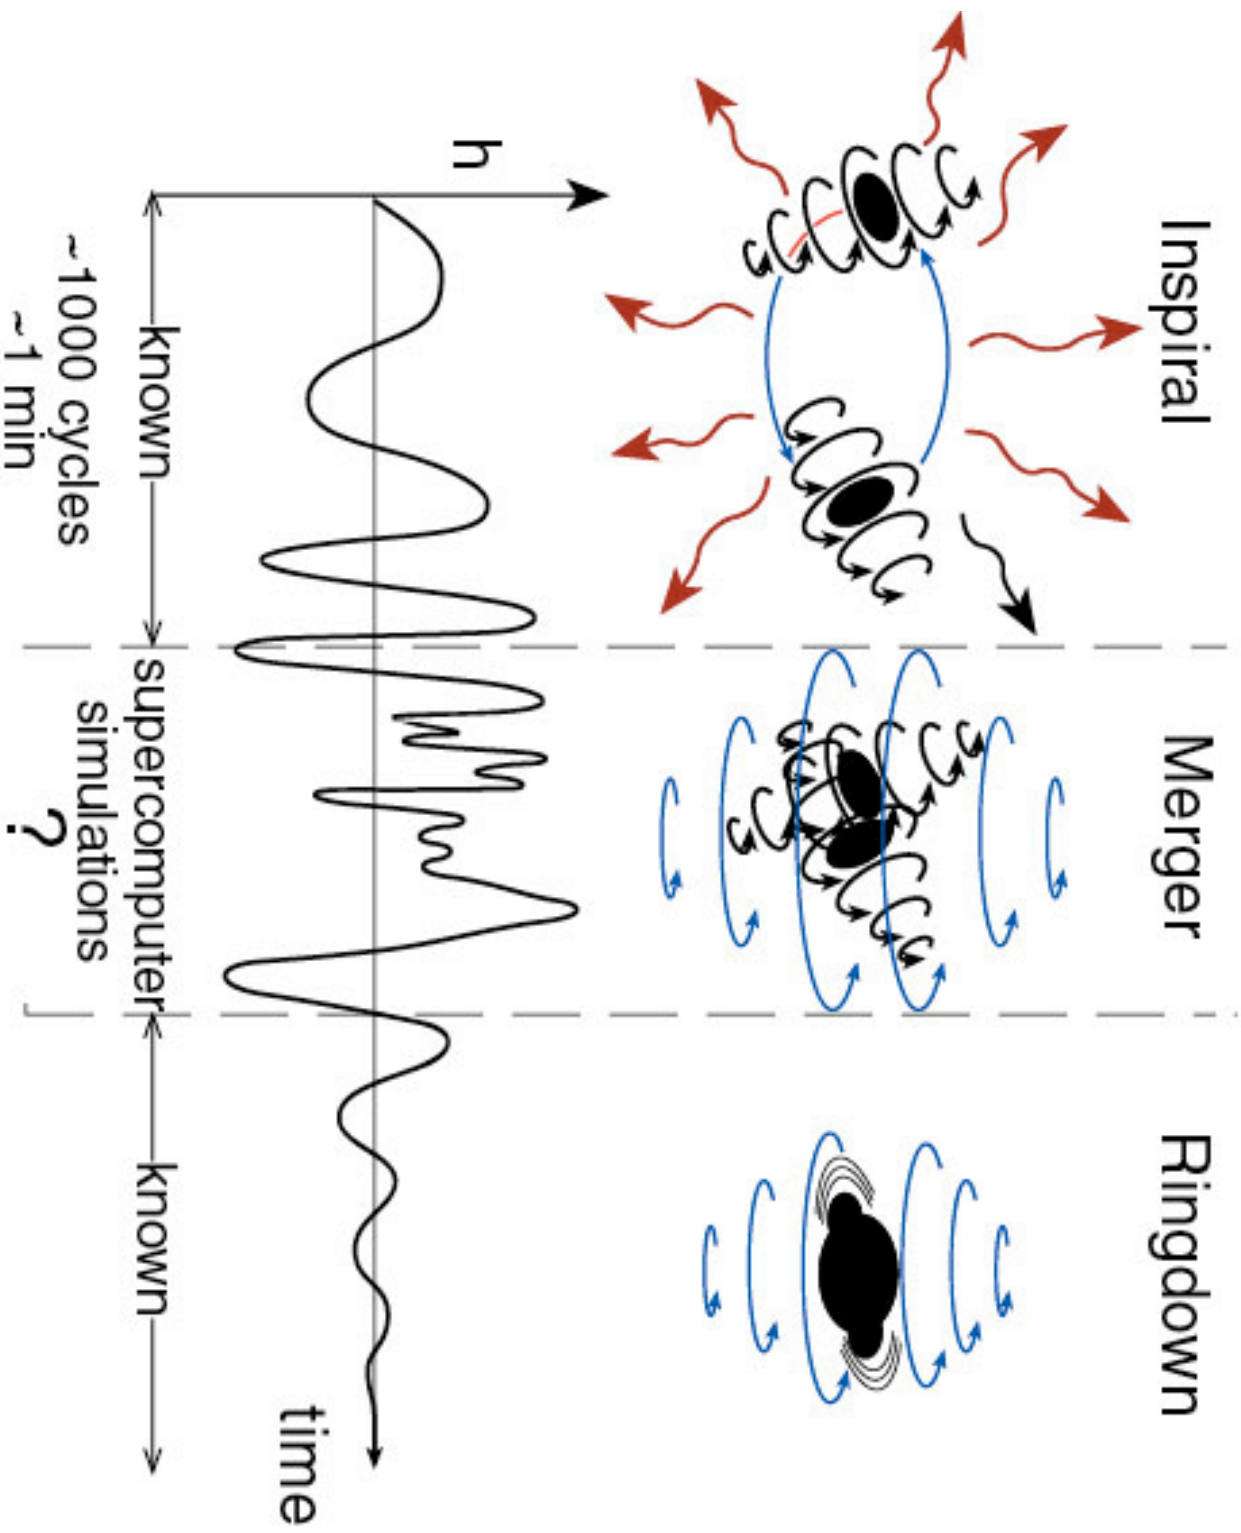 Inspiral
Merger
Ringdown
h
time
known
supercomputer
simulations
?
known
~1000 cycles
~1 min